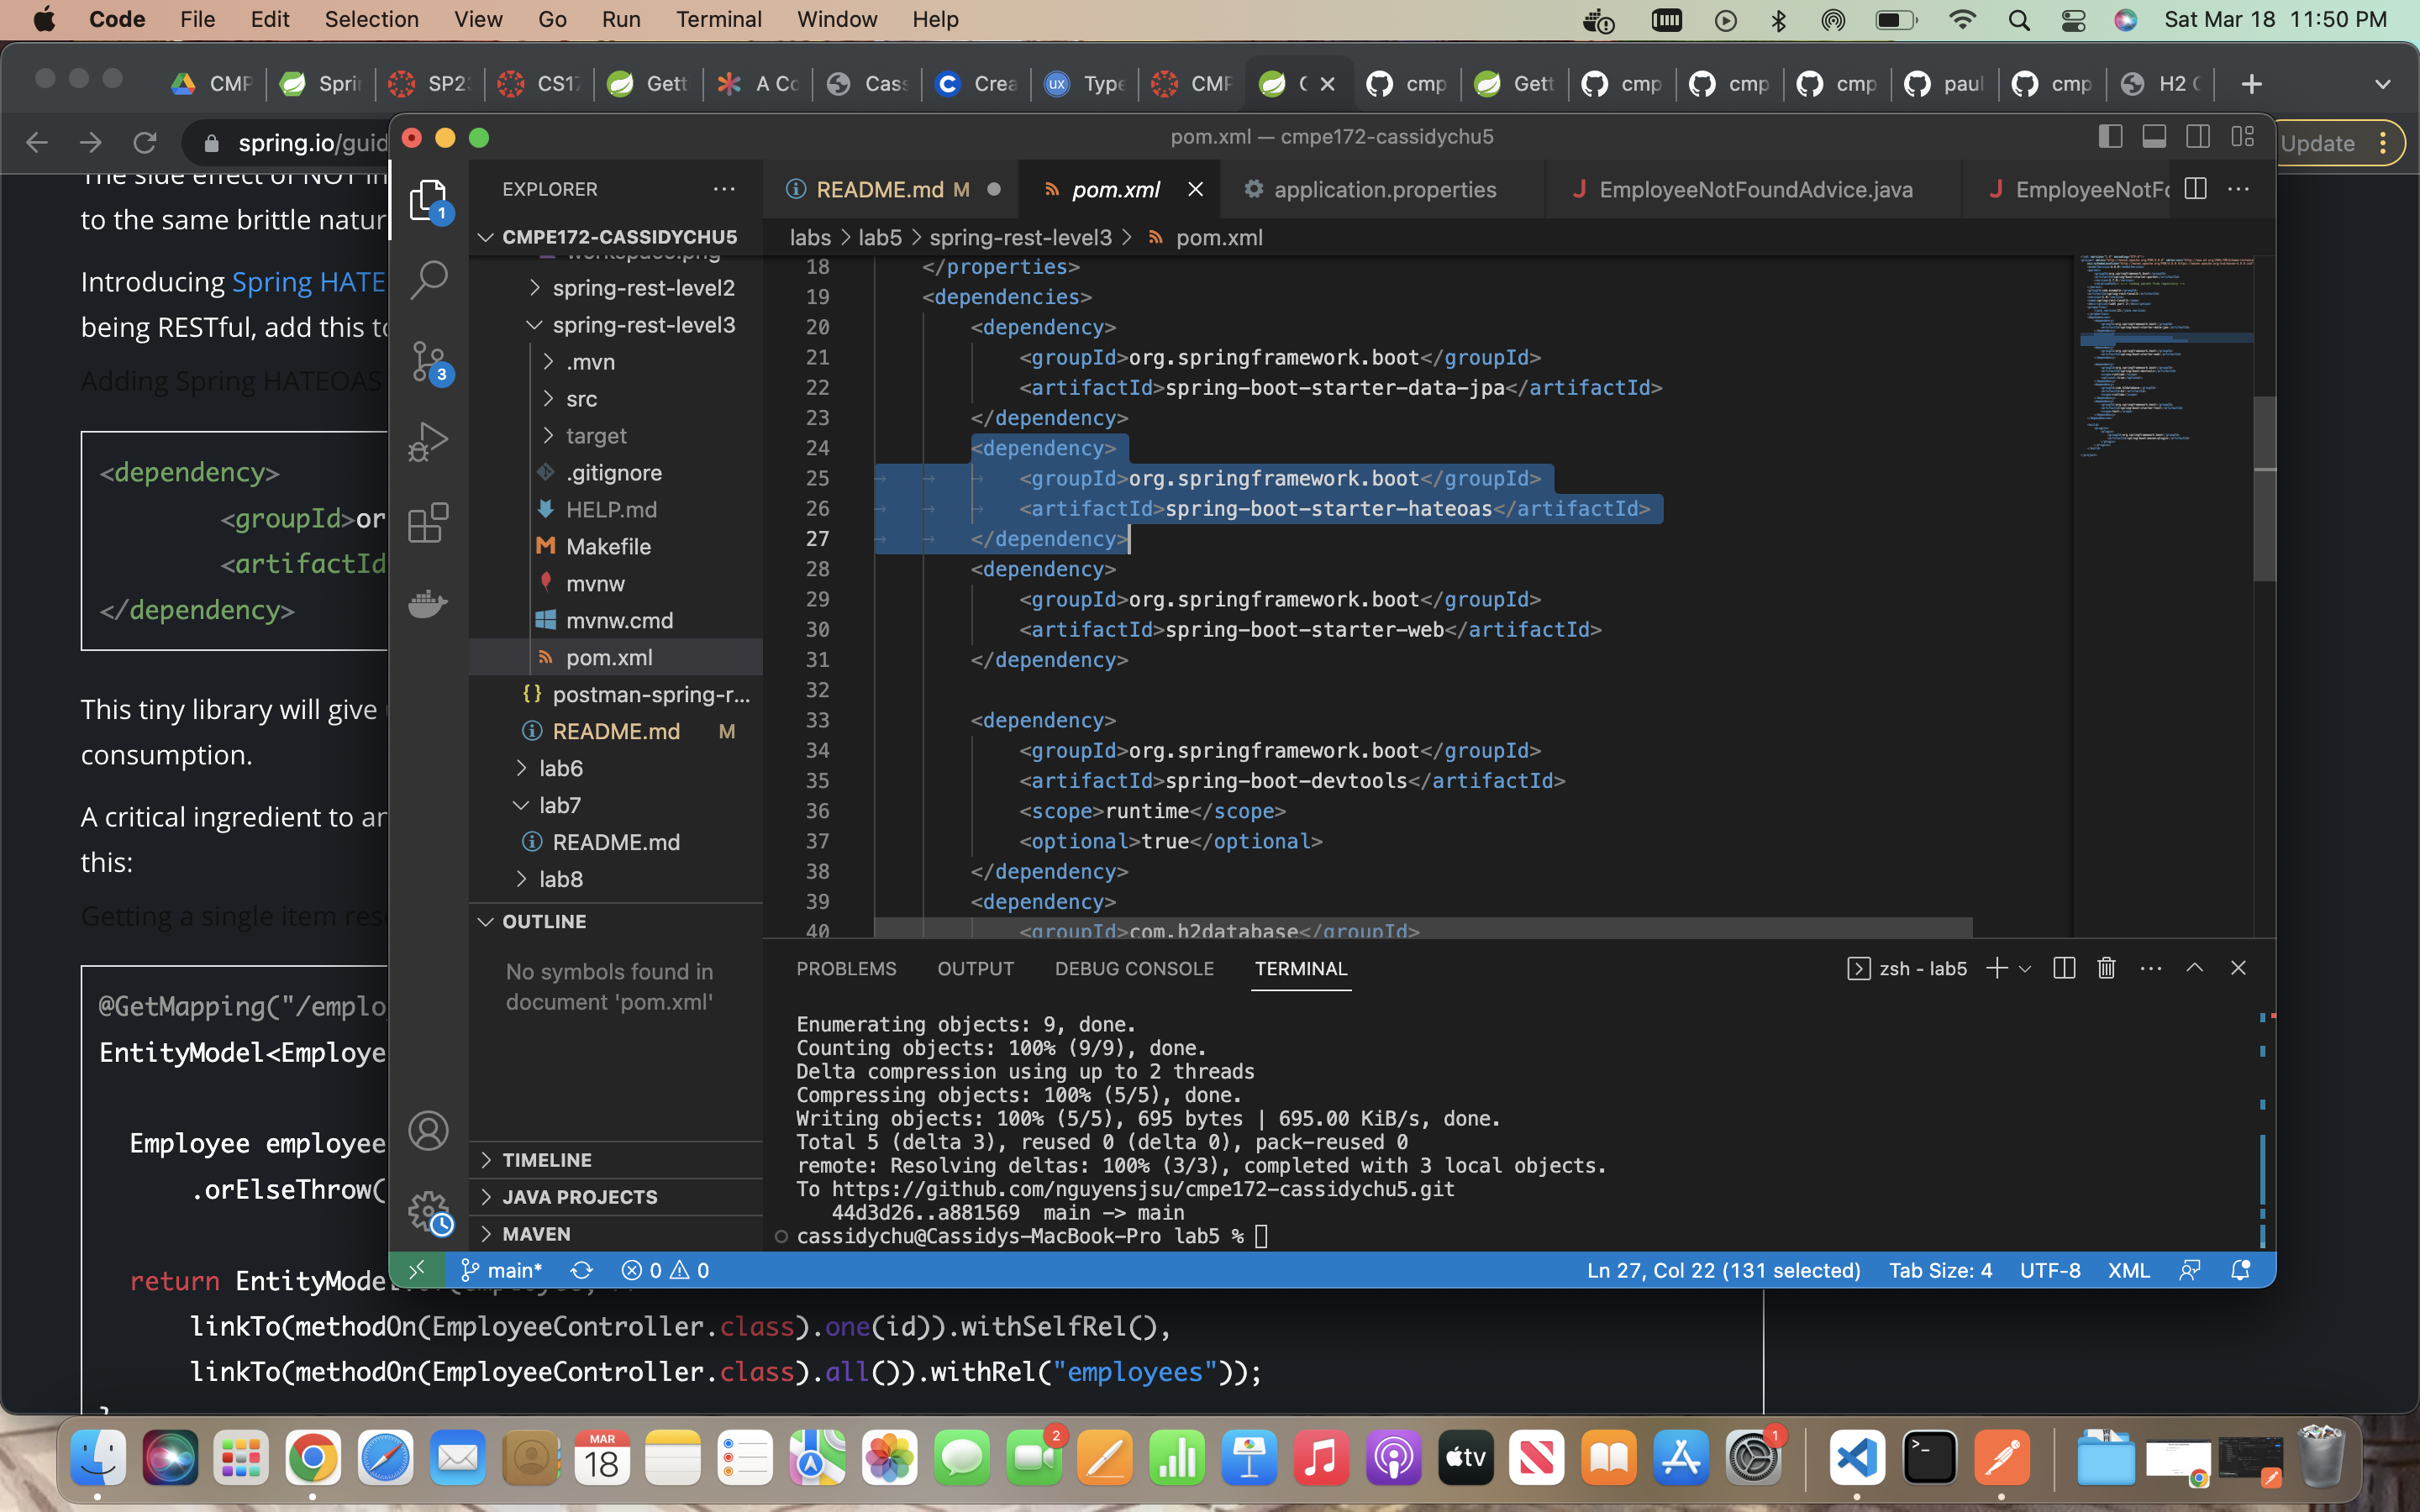 Code File Edit Selection View Go Run Terminal Window Help
Sat Mar 18 11:50 PM
CMP Sprin SP23 CS17 Gett A Co Cass Crea Type CMP C cmp Gett cmp cmp cmp paul cmp H2 C
spring.io/guid
Update
to the same brittle natur
Introducing Spring HATE
being RESTful, add this to
Adding Spring HATEOAS
<dependency>
<groupId>or
<artifactId
</dependency>
This tiny library will give
consumption.
A critical ingredient to an
this:
Getting a single item reso
@GetMapping("/emplo
EntityModel<Employe
Employee employee
.orElseThrow(
return EntityModel
linkTo(methodOn(EmployeeController.class).one(id)).withSelfRel(),
linkTo(methodOn(EmployeeController.class).all()).withRel("employees"));
pom.xml — cmpe172-cassidychu5
EXPLORER
README.md M pom.xml application.properties EmployeeNotFoundAdvice.java EmployeeNotFo
CMPE172-CASSIDYCHU5
workspace.png
spring-rest-level2
spring-rest-level3
.mvn
src
target
.gitignore
HELP.md
Makefile
mvnw
mvnw.cmd
pom.xml
postman-spring-r...
README.md M
lab6
lab7
README.md
lab8
OUTLINE
No symbols found in
document 'pom.xml'
TIMELINE
JAVA PROJECTS
MAVEN
1
3
labs > lab5 > spring-rest-level3 > pom.xml
18 </properties>
19 <dependencies>
20 <dependency>
21 <groupId>org.springframework.boot</groupId>
22 <artifactId>spring-boot-starter-data-jpa</artifactId>
23 </dependency>
24 <dependency>
25 <groupId>org.springframework.boot</groupId>
26 <artifactId>spring-boot-starter-hateoas</artifactId>
27 </dependency>
28 <dependency>
29 <groupId>org.springframework.boot</groupId>
30 <artifactId>spring-boot-starter-web</artifactId>
31 </dependency>
32
33 <dependency>
34 <groupId>org.springframework.boot</groupId>
35 <artifactId>spring-boot-devtools</artifactId>
36 <scope>runtime</scope>
37 <optional>true</optional>
38 </dependency>
39 <dependency>
40 <groupId>com.h2database</groupId>
PROBLEMS OUTPUT DEBUG CONSOLE TERMINAL
zsh - lab5
Enumerating objects: 9, done.
Counting objects: 100% (9/9), done.
Delta compression using up to 2 threads
Compressing objects: 100% (5/5), done.
Writing objects: 100% (5/5), 695 bytes | 695.00 KiB/s, done.
Total 5 (delta 3), reused 0 (delta 0), pack-reused 0
remote: Resolving deltas: 100% (3/3), completed with 3 local objects.
To https://github.com/nguyensjsu/cmpe172-cassidychu5.git
44d3d26..a881569 main -> main
cassidychu@Cassidys-MacBook-Pro lab5 %
main* 0 0
Ln 27, Col 22 (131 selected) Tab Size: 4 UTF-8 XML
MAR
18
2
tv
1